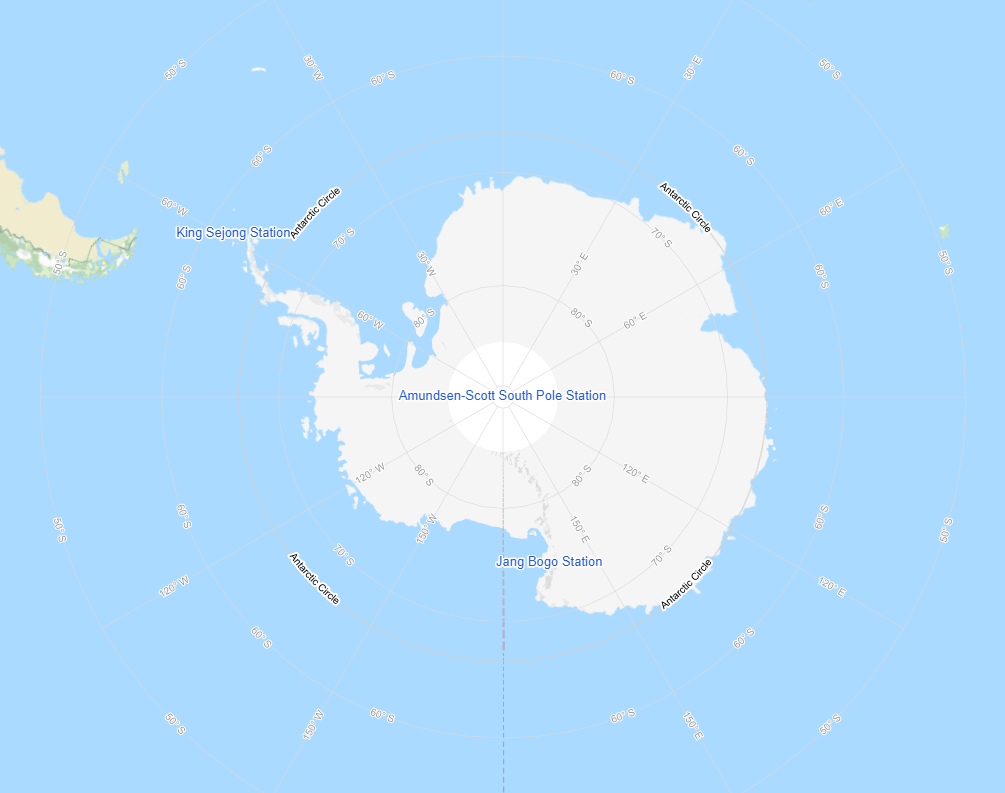 50° S
30° W
60° S
60° S
30° E
50° S
60° S
60° S
60° W
Antarctic Circle
Antarctic Circle
60° E
King Sejong Station
70° S
70° S
50° S
60° S
30° W
30° E
60° S
50° S
60° W
80° S
80° S
60° E
Amundsen-Scott South Pole Station
120° W
80° S
80° S
120° E
50° S
60° S
150° W
150° E
60° S
50° S
70° S
Jang Bogo Station
70° S
120° W
Antarctic Circle
Antarctic Circle
120° E
60° S
60° S
50° S
150° W
60° S
60° S
150° E
50° S